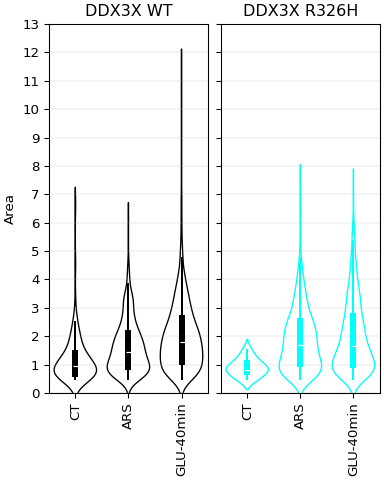 DDX3X WT
DDX3X R326H
13
12
11
10
9
8
7
6
5
4
3
2
1
0
Area
CT
ARS
GLU-40min
CT
ARS
GLU-40min